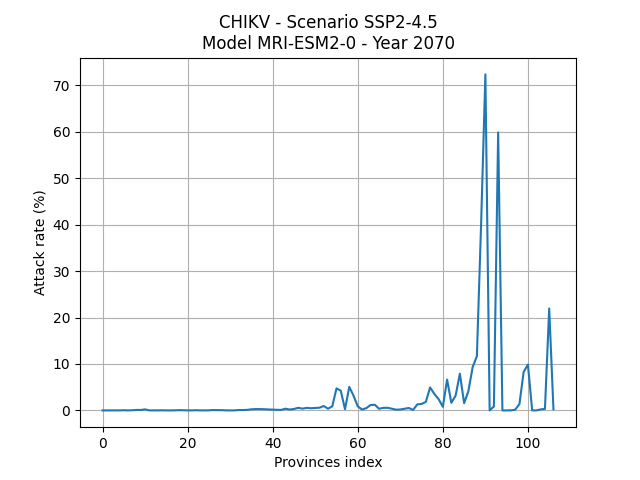 CHIKV - Scenario SSP2-4.5
Model MRI-ESM2-0 - Year 2070
Attack rate (%)
70
60
50
40
30
20
10
0
0 20 40 60 80 100
Provinces index